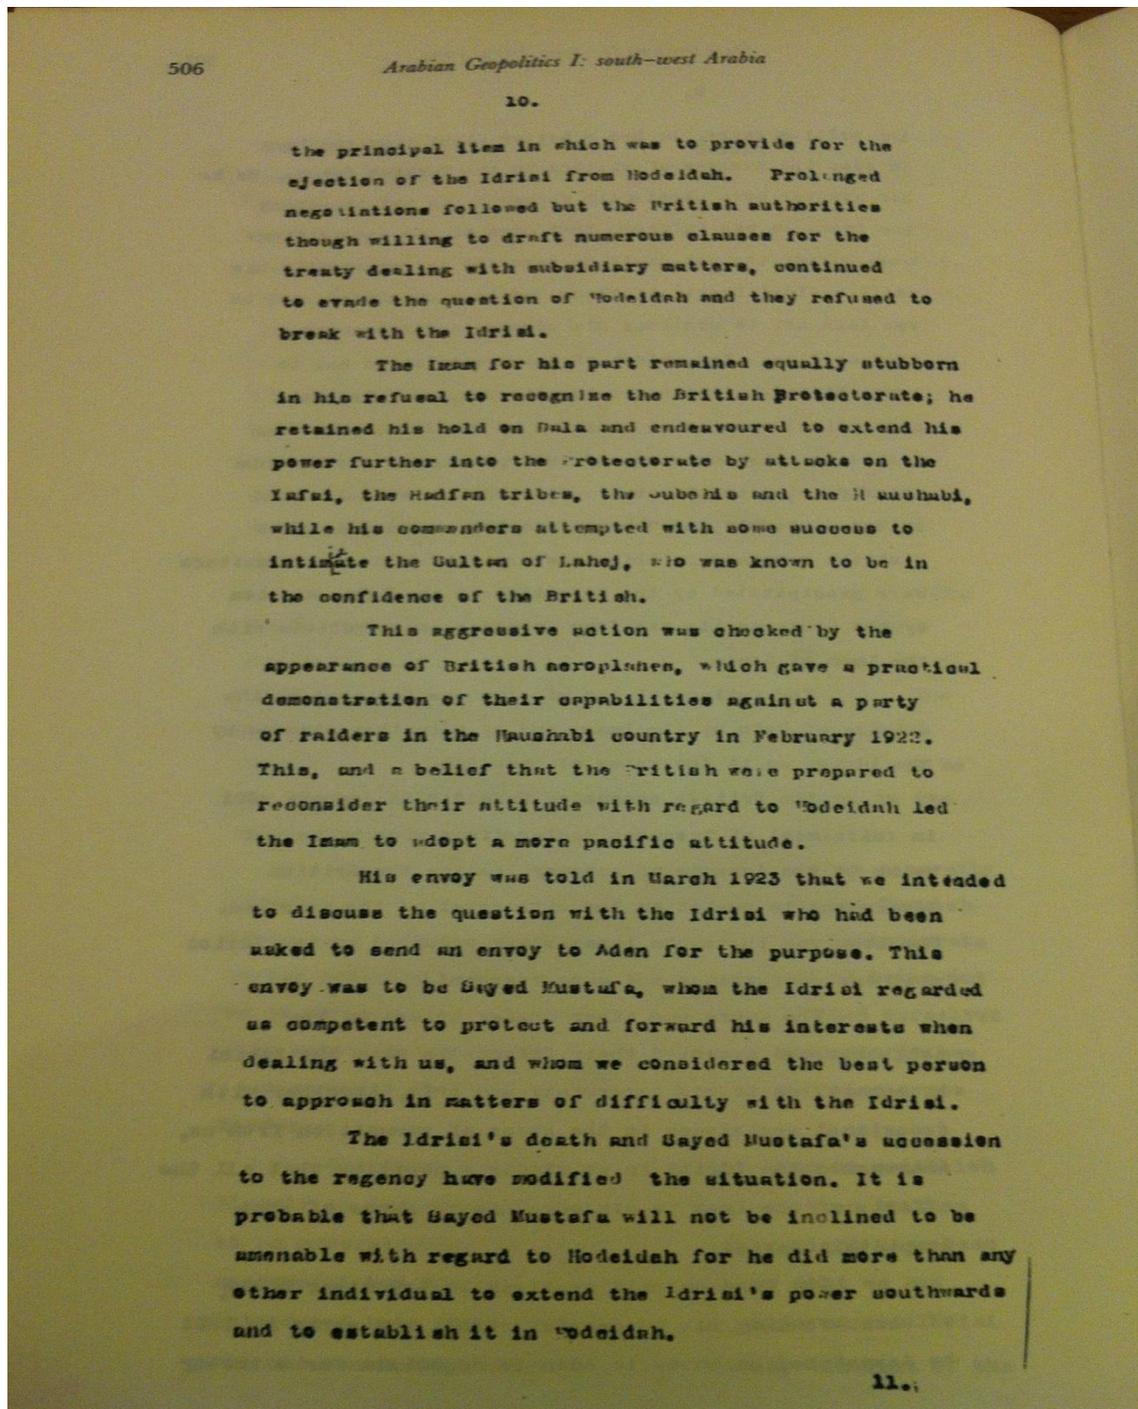 506
Arabian Geopolitics I: south-west Arabia
10.
the principal item in which was to provide for the
ejection of the Idrisi from Hodeidah. Prolonged
negotiations followed but the British authorities
though willing to draft numerous clauses for the
treaty dealing with subsidiary matters, continued
to evade the question of Hodeidah and they refused to
break with the Idrisi.
The Imam for his part remained equally stubborn
in his refusal to recognise the British Protectorate; he
retained his hold on Dala and endeavoured to extend his
power further into the Protectorate by attacks on the
Iafai, the Radfan tribes, the Subehis and the Haushabi,
while his commanders attempted with some success to
the Sultan of Lahej, who was known to be in
the confidence of the British.
This aggressive action was checked by the
appearance of British aeroplanes, which gave a practical
demonstration of their capabilities against a party
of raiders in the Haushabi country in February 1922.
This, and a belief that the British were prepared to
reconsider their attitude with regard to Hodeidah led
the Imam to adopt a more pacific attitude.
His envoy was told in March 1923 that we intended
to discuss the question with the Idrisi who had been
asked to send an envoy to Aden for the purpose. This
envoy was to be Sayed Mustafa, whom the Idrisi regarded
as competent to protect and forward his interests when
dealing with us, and whom we considered the best person
to approach in matters of difficulty with the Idrisi.
The Idrisi's death and Sayed Mustafa's accession
to the regency have modified the situation. It is
probable that Sayed Mustafa will not be inclined to be
amenable with regard to Hodeidah for he did more than any
other individual to extend the Idrisi's power southwards
and to establish it in Hodeidah.
11.